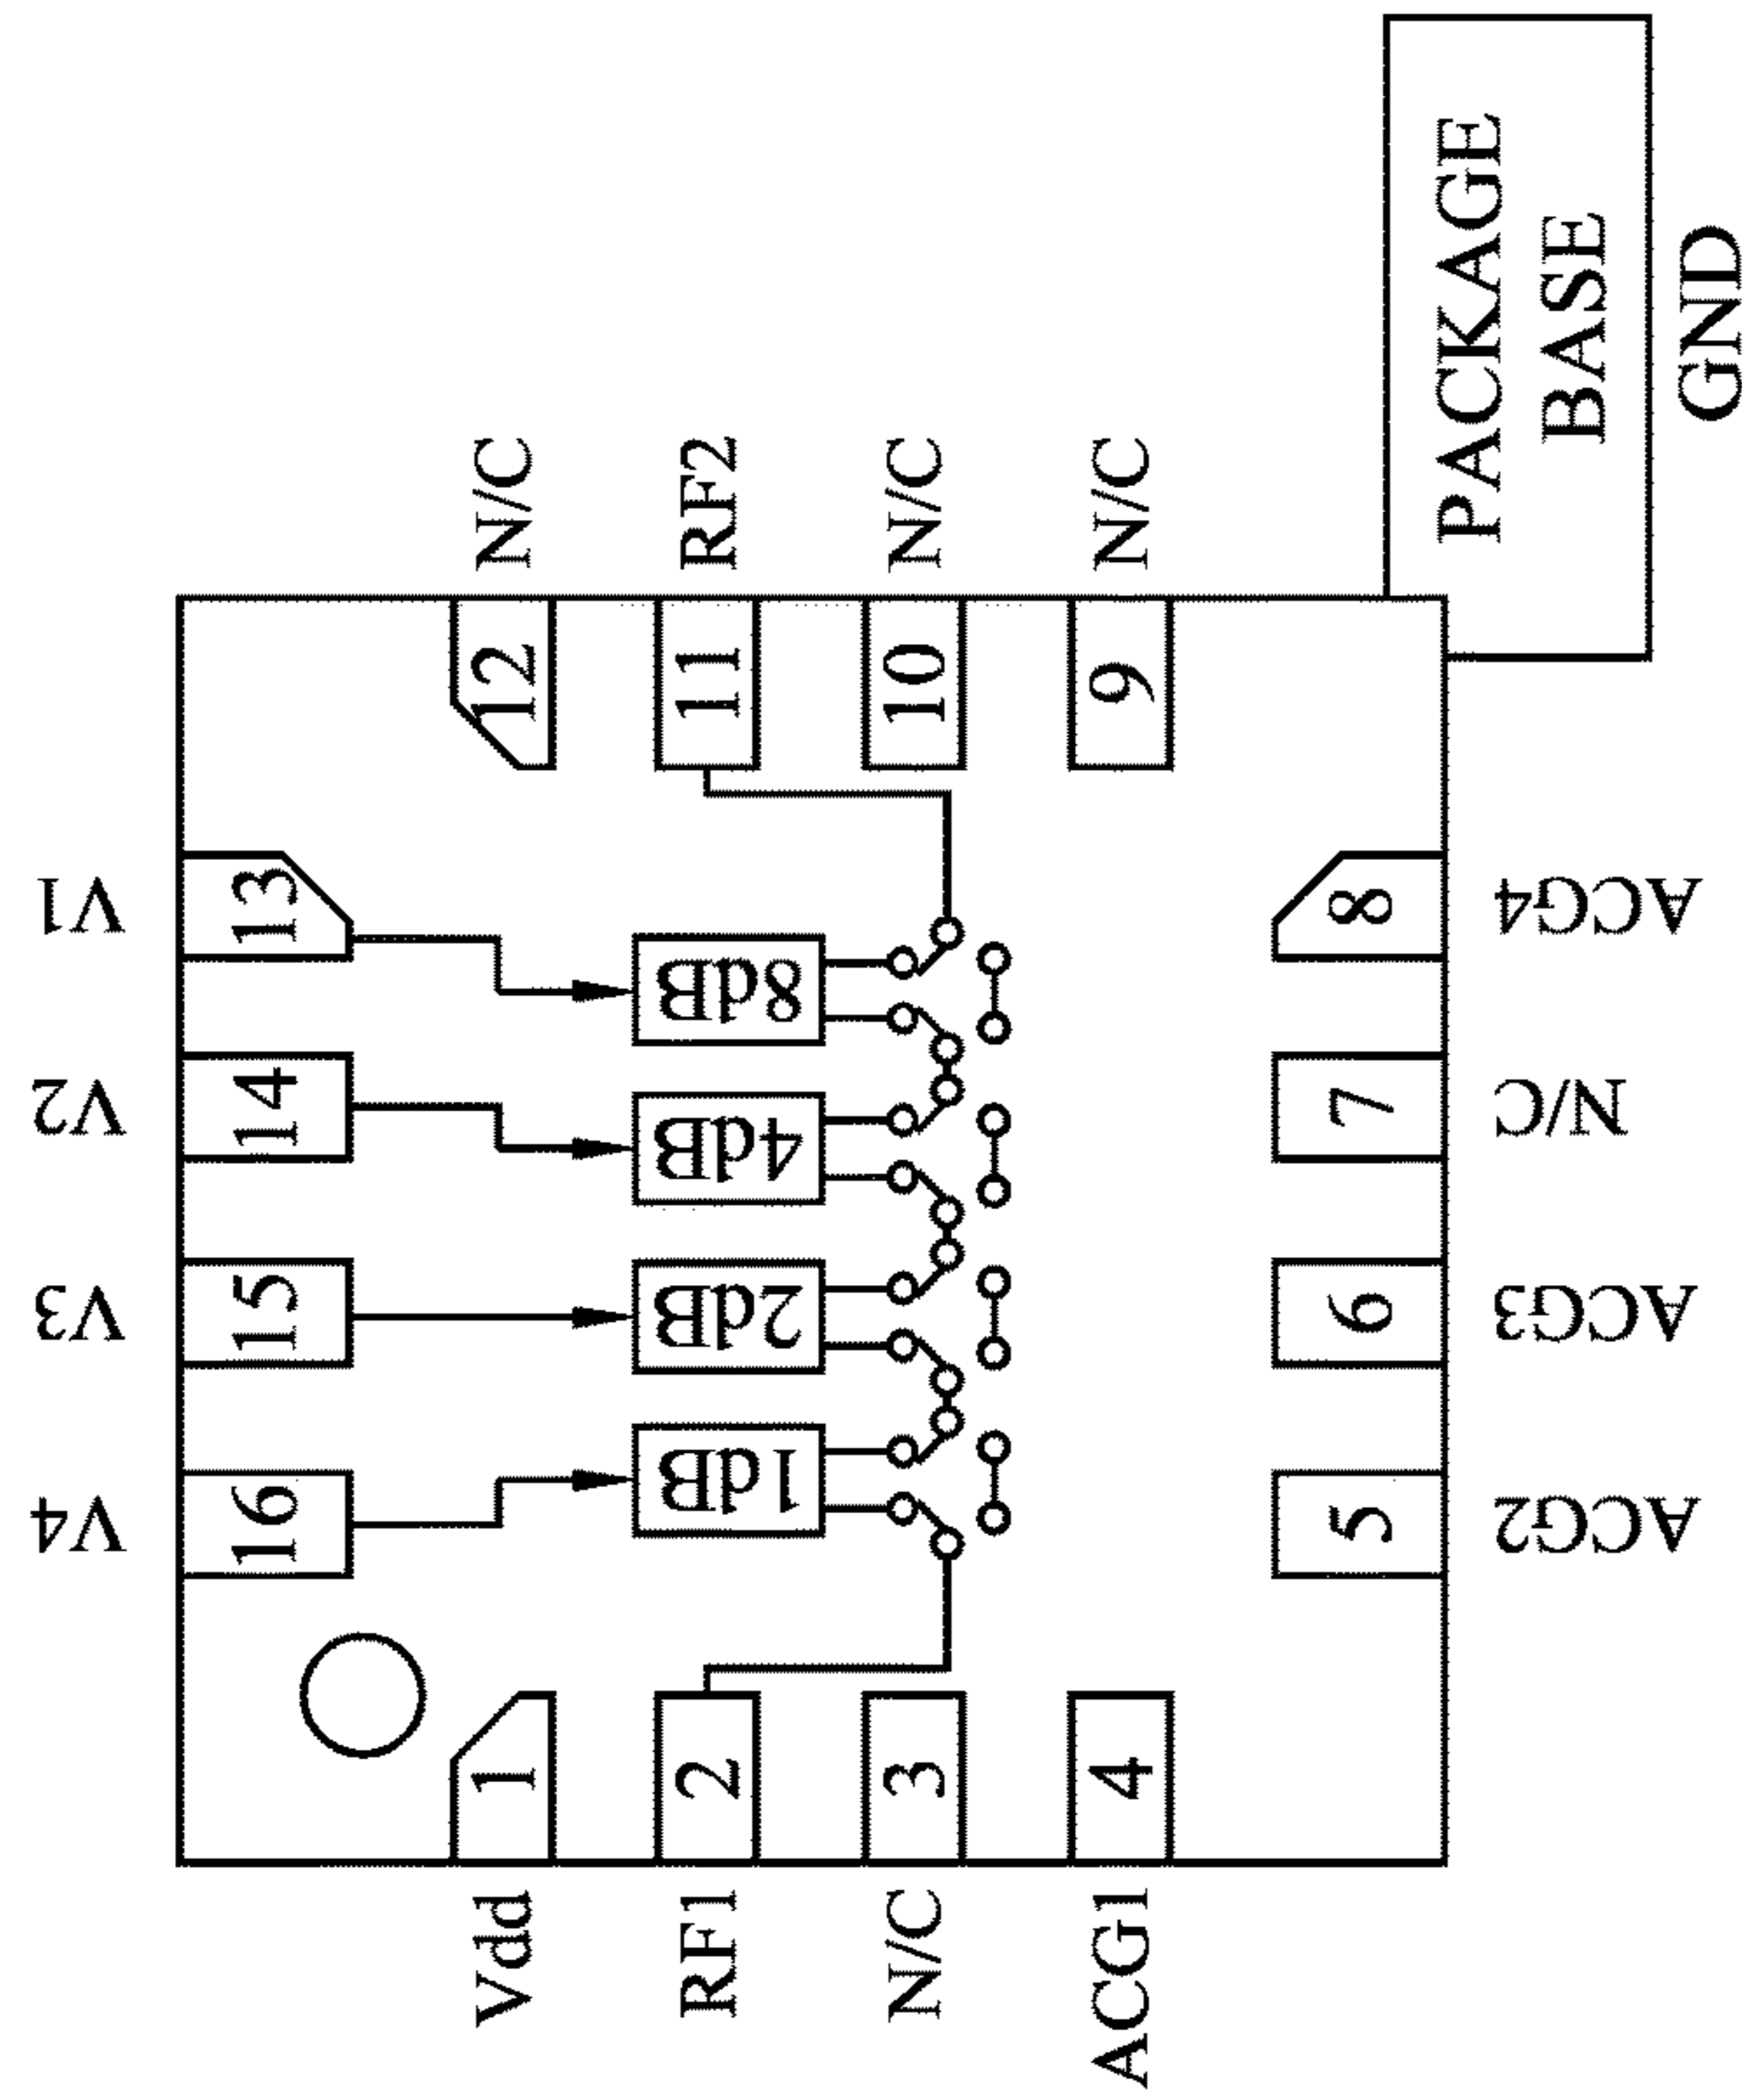 V4
V3
V2
V1
16
15
14
13
Vdd
1
12
N/C
RF1
2
11
RF2
1dB
2dB
4dB
8dB
N/C
3
10
N/C
ACG1
4
9
N/C
5
6
7
8
ACG2
ACG3
N/C
ACG4
PACKAGE
BASE
GND